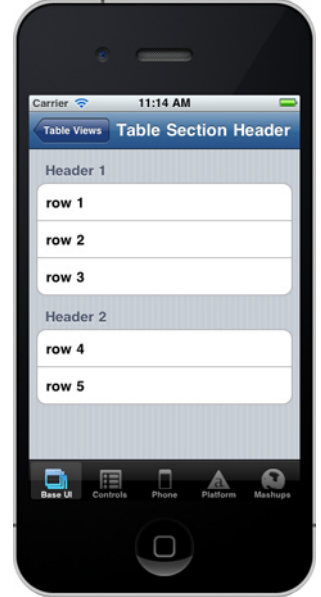 Carrier 11:14 AM
Table Views Table Section Header
Header 1
row 1
row 2
row 3
Header 2
row 4
row 5
Base UI Controls Phone Platform Mashups